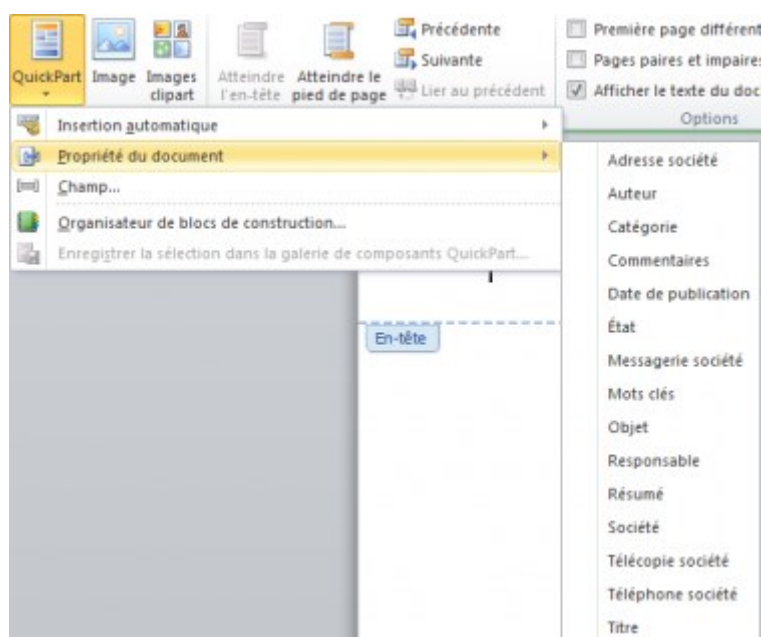 QuickPart
Image
Images
clipart
Atteindre
l'en-tête
Atteindre le
pied de page
Précédente
Suivante
Lier au précédent
Première page différent
Pages paires et impaires
Afficher le texte du doc
Options
Insertion automatique
Propriété du document
Champ...
Organisateur de blocs de construction...
Enregistrer la sélection dans la galerie de composants QuickPart...
En-tête
Adresse société
Auteur
Catégorie
Commentaires
Date de publication
État
Messagerie société
Mots clés
Objet
Responsable
Résumé
Société
Télécopie société
Téléphone société
Titre